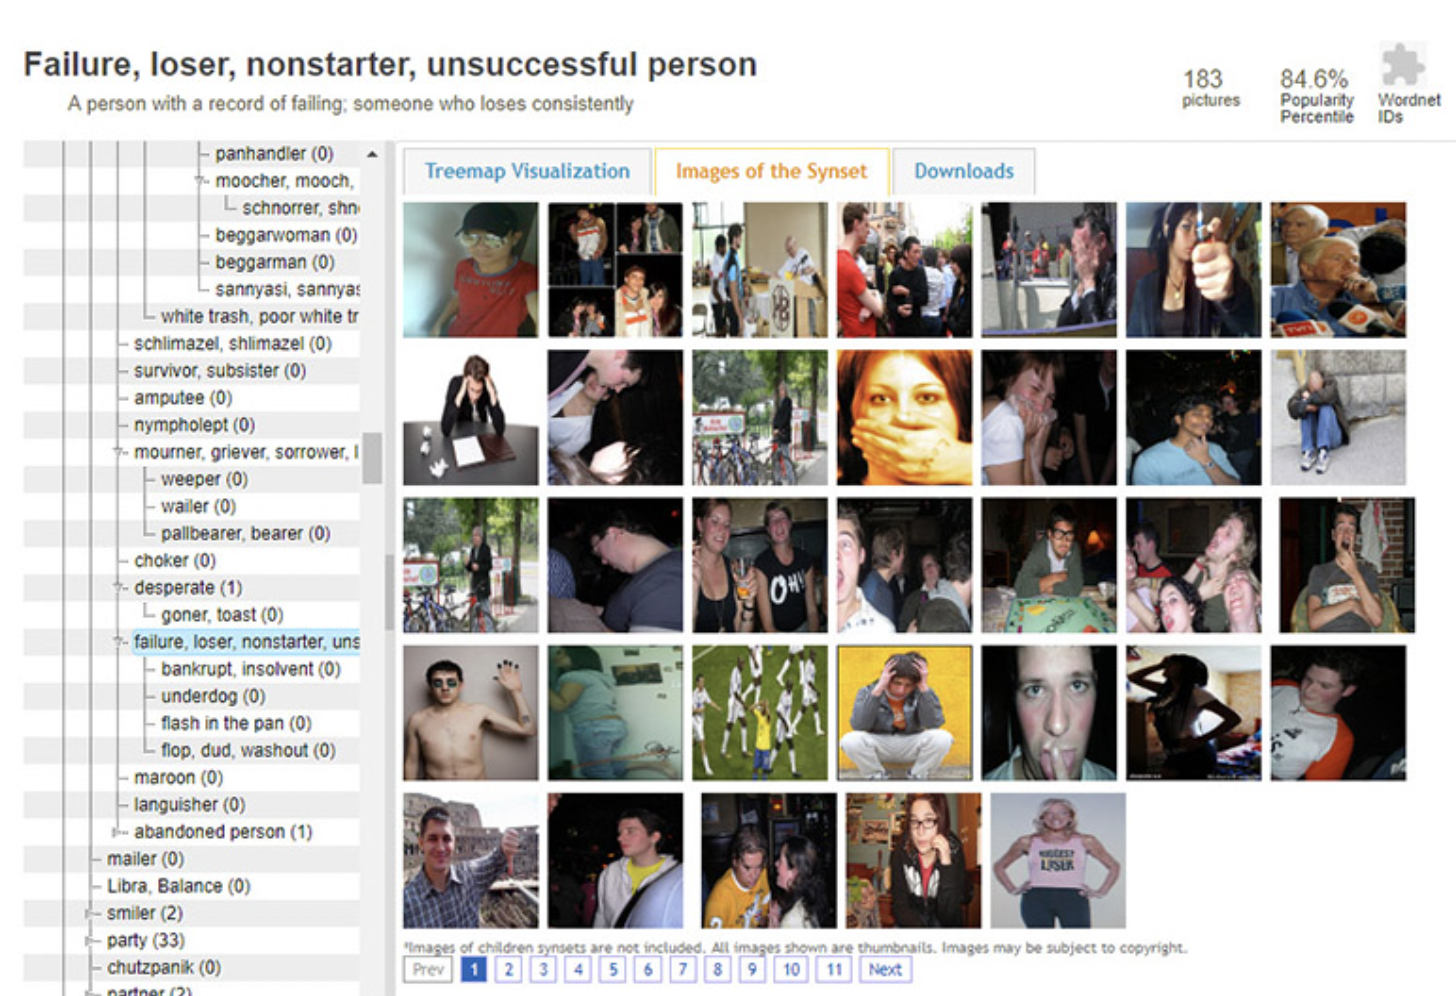 Failure, loser, nonstarter, unsuccessful person
A person with a record of failing; someone who loses consistently
183
pictures
84.6%
Popularity
Percentile
Wordnet
IDs
panhandler (0)
moocher, mooch,
schnorrer, shn
beggarwoman (0)
beggarman (0)
sannyasi, sannyas
white trash, poor white tr
schlimazel, shlimazel (0)
survivor, subsister (0)
amputee (0)
nympholept (0)
mourner, griever, sorrower, l
weeper (0)
wailer (0)
pallbearer, bearer (0)
choker (0)
desperate (1)
goner, toast (0)
failure, loser, nonstarter, uns
bankrupt, insolvent (0)
underdog (0)
flash in the pan (0)
flop, dud, washout (0)
maroon (0)
languisher (0)
abandoned person (1)
mailer (0)
Libra, Balance (0)
smiler (2)
party (33)
chutzpanik (0)
partner (2)
Treemap Visualization
Images of the Synset
Downloads
OH!
BIGGEST
LOSER
*Images of children synsets are not included. All images shown are thumbnails. Images may be subject to copyright.
Prev 1 2 3 4 5 6 7 8 9 10 11 Next